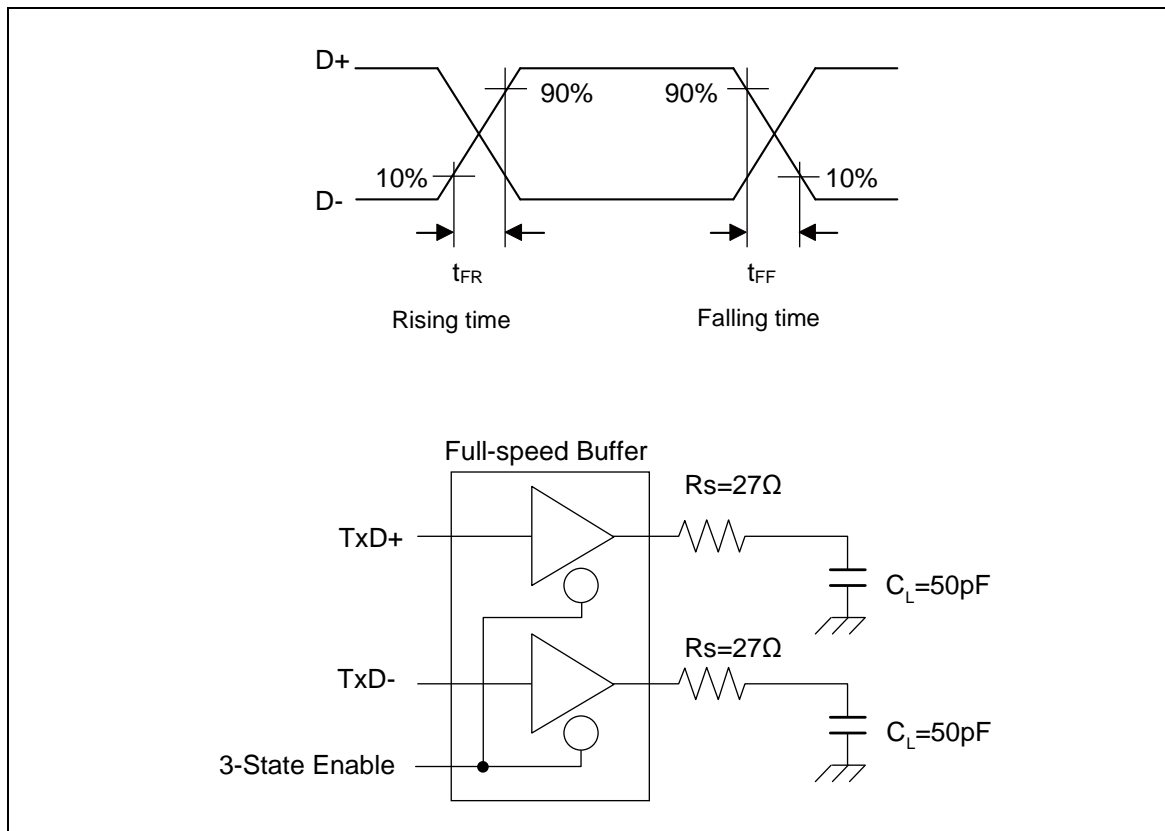 D+
90% 90%
10% 10%
D-
tFR tFF
Rising time Falling time
Full-speed Buffer
Rs=27Ω
TxD+
CL=50pF
Rs=27Ω
TxD-
CL=50pF
3-State Enable